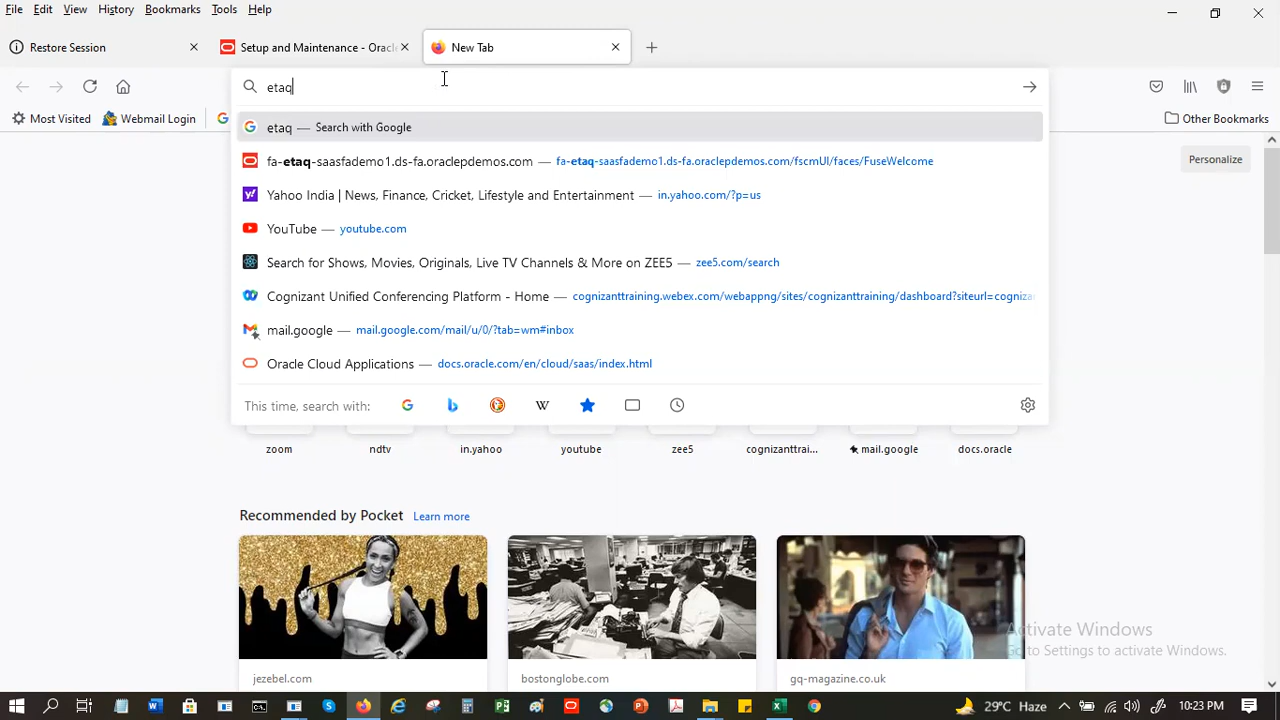 File Edit View History Bookmarks Tools Help
Restore Session
Setup and Maintenance - Oracle
New Tab
etaq
Most Visited
Webmail Login
Other Bookmarks
etaq — Search with Google
fa-etaq-saasfademo1.ds-fa.oraclepdemos.com — fa-etaq-saasfademo1.ds-fa.oraclepdemos.com/fscmUI/faces/FuseWelcome
Personalize
Yahoo India | News, Finance, Cricket, Lifestyle and Entertainment — in.yahoo.com/?p=us
YouTube — youtube.com
Search for Shows, Movies, Originals, Live TV Channels & More on ZEE5 — zee5.com/search
Cognizant Unified Conferencing Platform - Home — cognizanttraining.webex.com/webappng/sites/cognizanttraining/dashboard?siteurl=cogniza
mail.google — mail.google.com/mail/u/0/?tab=wm#inbox
Oracle Cloud Applications — docs.oracle.com/en/cloud/saas/index.html
This time, search with:
zoom ndtv in.yahoo youtube zee5 cognizanttrai... mail.google docs.oracle
Recommended by Pocket Learn more
Activate Windows
Go to Settings to activate Windows.
jezebel.com bostonglobe.com gq-magazine.co.uk
29°C Haze 10:23 PM